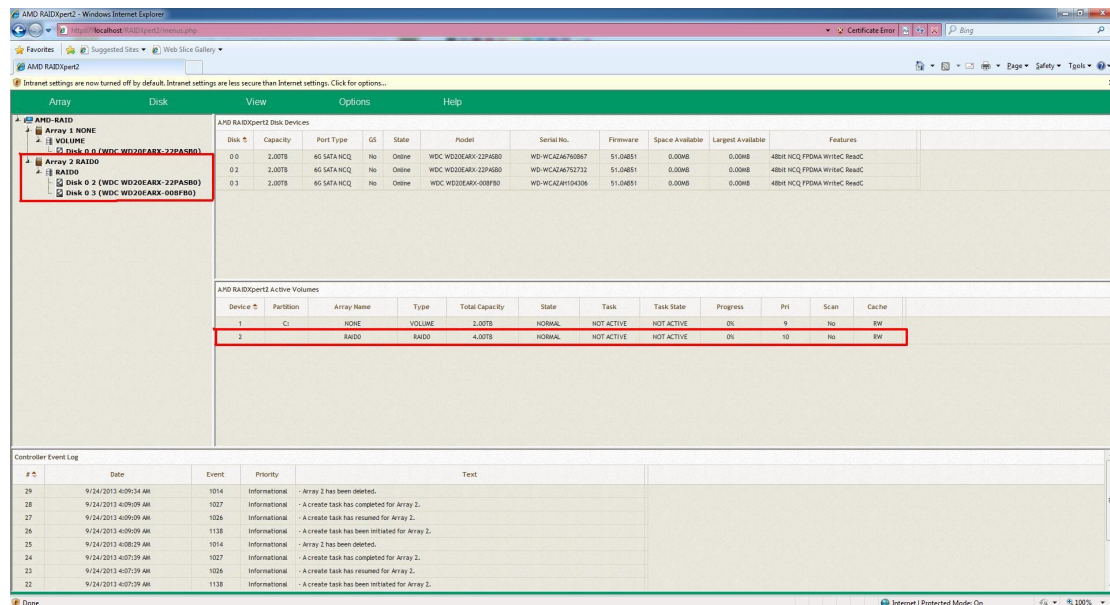 AMD RAIDXpert2 - Windows Internet Explorer
https://localhost/RAIDXpert2/menus.php
Certificate Error
Bing
Favorites Suggested Sites Web Slice Gallery
AMD RAIDXpert2
Page Safety Tools
Intranet settings are now turned off by default. Intranet settings are less secure than Internet settings. Click for options...
Array Disk View Options Help
AMD-RAID
Array 1 NONE
VOLUME
Disk 0 0 (WDC WD20EARX-22PASB0)
Array 2 RAID0
RAID0
Disk 0 2 (WDC WD20EARX-22PASB0)
Disk 0 3 (WDC WD20EARX-008FB0)
AMD RAIDXpert2 Disk Devices
Disk Capacity Port Type GS State Model Serial No. Firmware Space Available Largest Available Features
0 0 2.00TB 6G SATA NCQ No Online WDC WD20EARX-22PASB0 WD-WCAZA6760867 51.0AB51 0.00MB 0.00MB 48bit NCQ FPDMA WriteC ReadC
0 2 2.00TB 6G SATA NCQ No Online WDC WD20EARX-22PASB0 WD-WCAZA6752732 51.0AB51 0.00MB 0.00MB 48bit NCQ FPDMA WriteC ReadC
0 3 2.00TB 6G SATA NCQ No Online WDC WD20EARX-008FB0 WD-WCAZAH104306 51.0AB51 0.00MB 0.00MB 48bit NCQ FPDMA WriteC ReadC
AMD RAIDXpert2 Active Volumes
Device Partition Array Name Type Total Capacity State Task Task State Progress Pri Scan Cache
1 C: NONE VOLUME 2.00TB NORMAL NOT ACTIVE NOT ACTIVE 0% 9 No RW
2 RAID0 RAID0 4.00TB NORMAL NOT ACTIVE NOT ACTIVE 0% 10 No RW
Controller Event Log
# Date Event Priority Text
29 9/24/2013 4:09:34 AM 1014 Informational - Array 2 has been deleted.
28 9/24/2013 4:09:09 AM 1027 Informational - A create task has completed for Array 2.
27 9/24/2013 4:09:09 AM 1026 Informational - A create task has resumed for Array 2.
26 9/24/2013 4:09:09 AM 1138 Informational - A create task has been initiated for Array 2.
25 9/24/2013 4:08:29 AM 1014 Informational - Array 2 has been deleted.
24 9/24/2013 4:07:39 AM 1027 Informational - A create task has completed for Array 2.
23 9/24/2013 4:07:39 AM 1026 Informational - A create task has resumed for Array 2.
22 9/24/2013 4:07:39 AM 1138 Informational - A create task has been initiated for Array 2.
Done
Internet | Protected Mode: On
100%